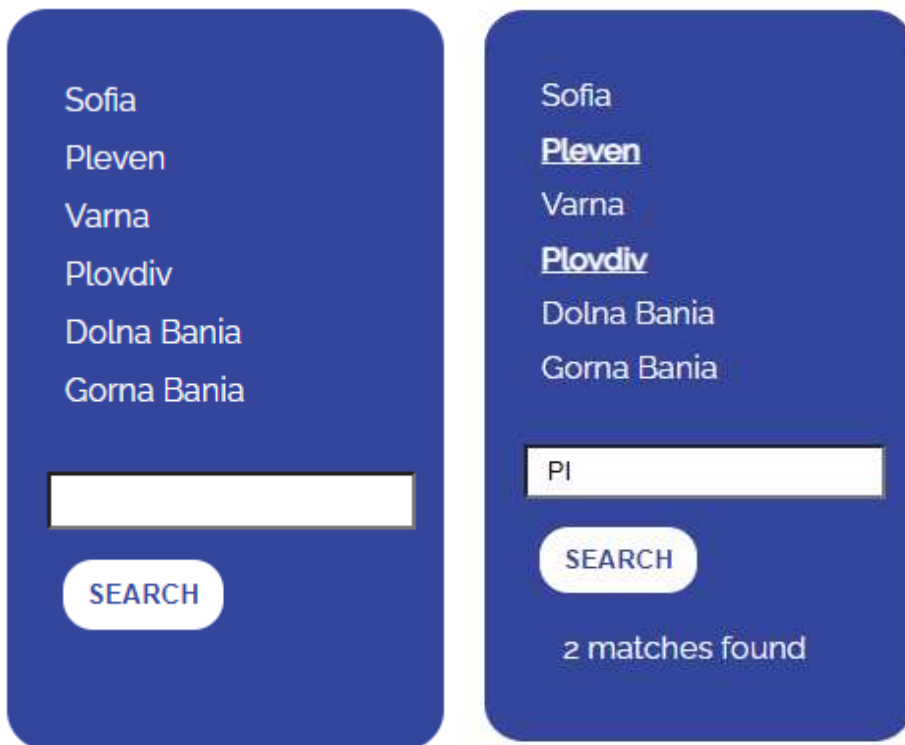 Sofia
Pleven
Varna
Plovdiv
Dolna Bania
Gorna Bania
SEARCH
Sofia
Pleven
Varna
Plovdiv
Dolna Bania
Gorna Bania
Pl
SEARCH
2 matches found